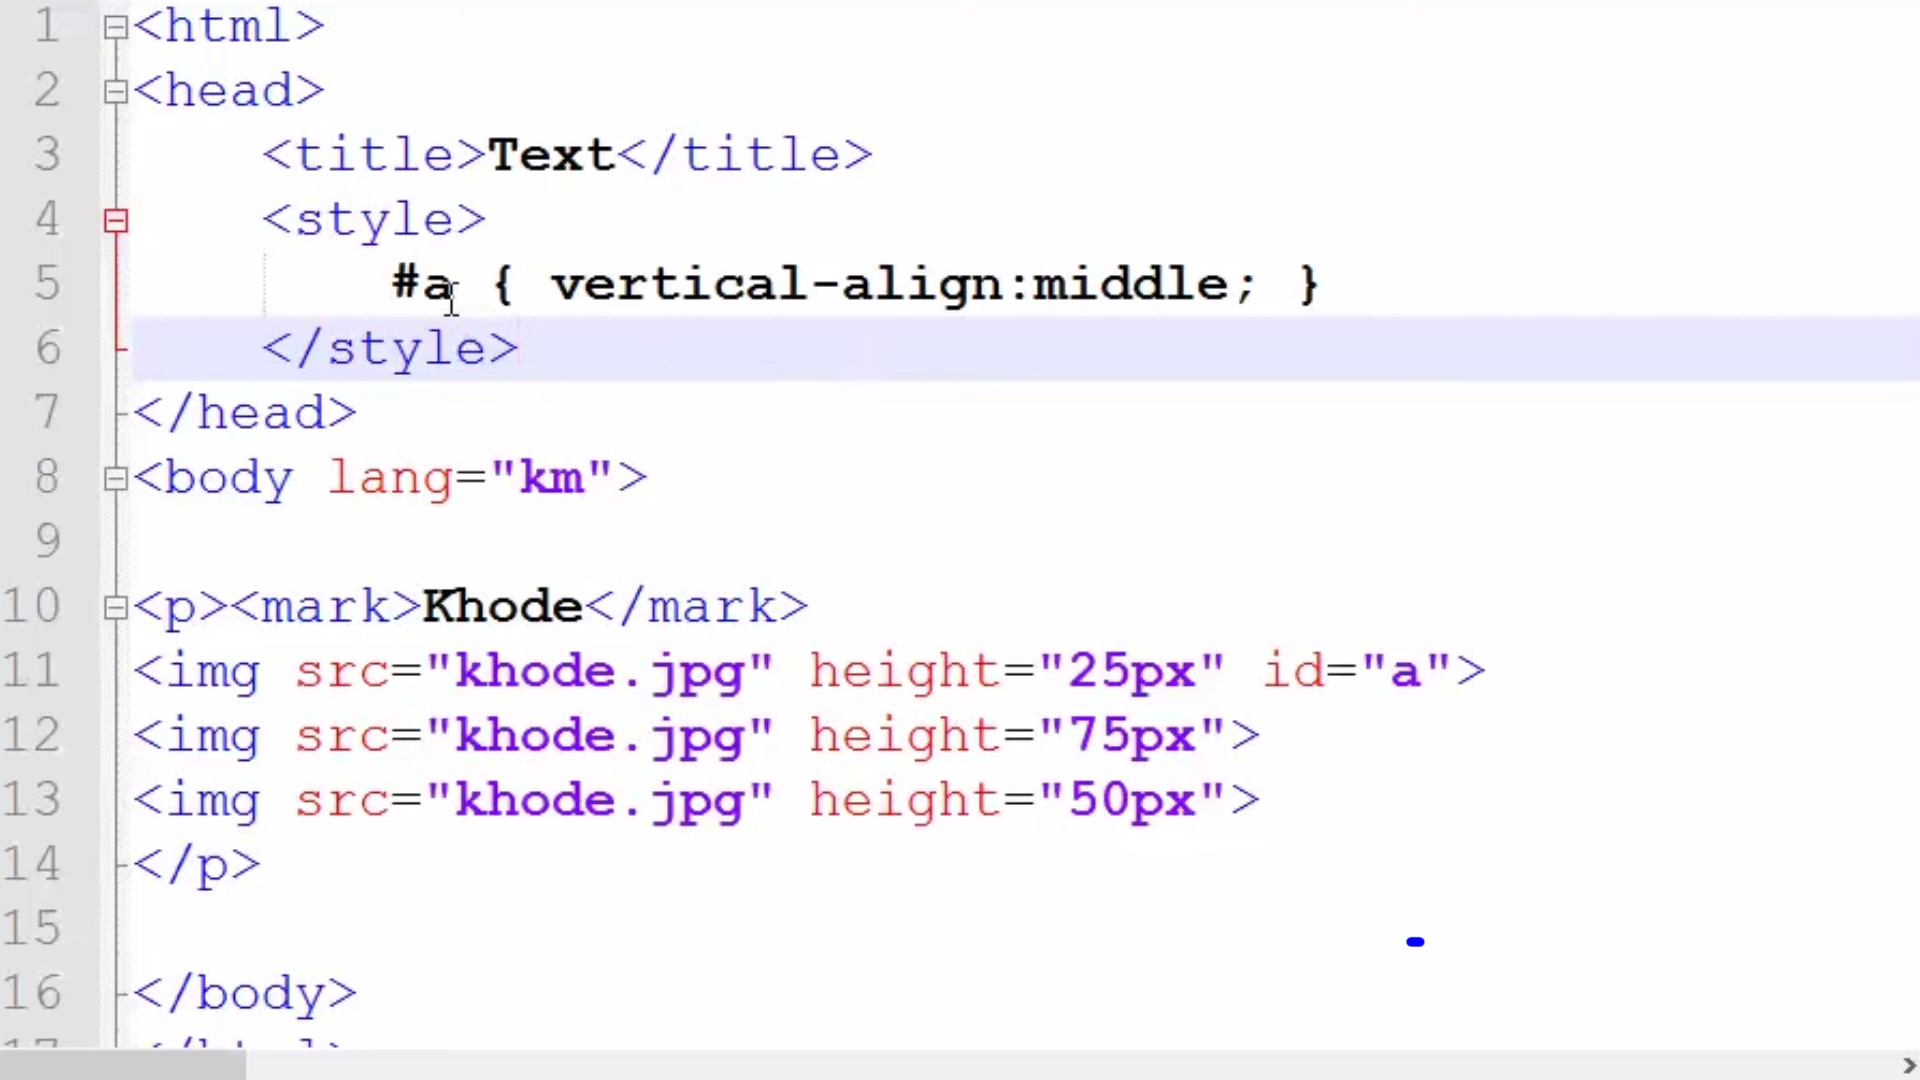 1 <html>
2 <head>
3 <title>Text</title>
4 <style>
5 #a { vertical-align:middle; }
6 </style>
7 </head>
8 <body lang="km">
9
10 <p><mark>Khode</mark>
11 <img src="khode.jpg" height="25px" id="a">
12 <img src="khode.jpg" height="75px">
13 <img src="khode.jpg" height="50px">
14 </p>
15
16 </body>